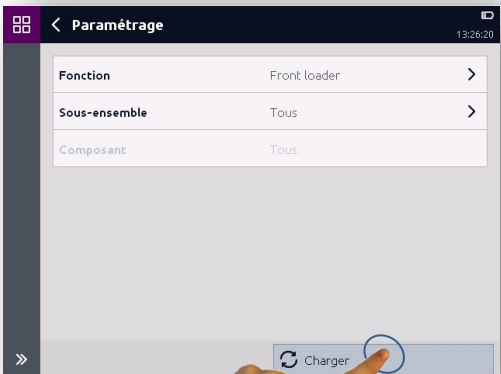 Paramétrage
13:26:20
Fonction Front loader
Sous-ensemble Tous
Composant Tous
Charger